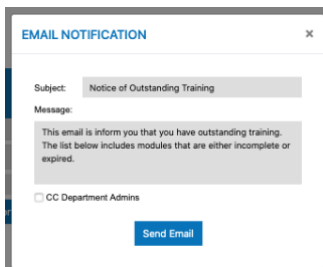 EMAIL NOTIFICATION ×
Subject: Notice of Outstanding Training
Message:
This email is inform you that you have outstanding training.
The list below includes modules that are either incomplete or
expired.
CC Department Admins
Send Email